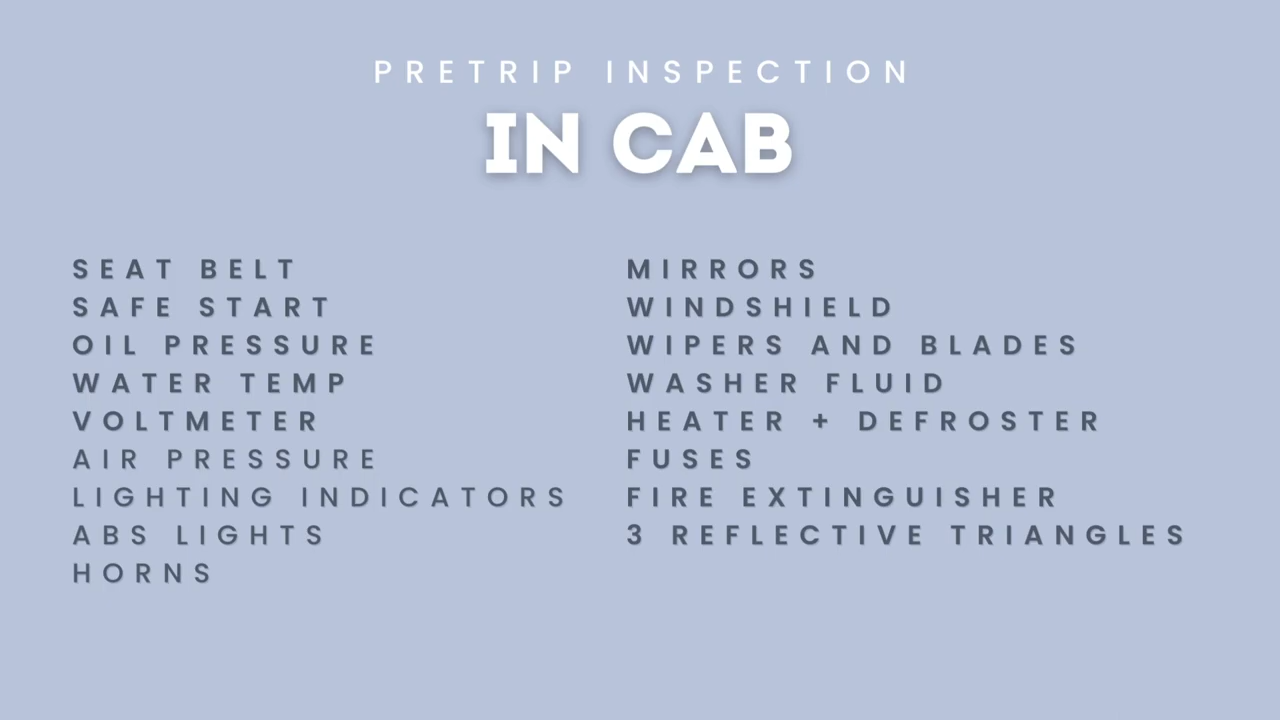 PRETRIP INSPECTION
IN CAB
SEAT BELT
SAFE START
OIL PRESSURE
WATER TEMP
VOLTMETER
AIR PRESSURE
LIGHTING INDICATORS
ABS LIGHTS
HORNS
MIRRORS
WINDSHIELD
WIPERS AND BLADES
WASHER FLUID
HEATER + DEFROSTER
FUSES
FIRE EXTINGUISHER
3 REFLECTIVE TRIANGLES